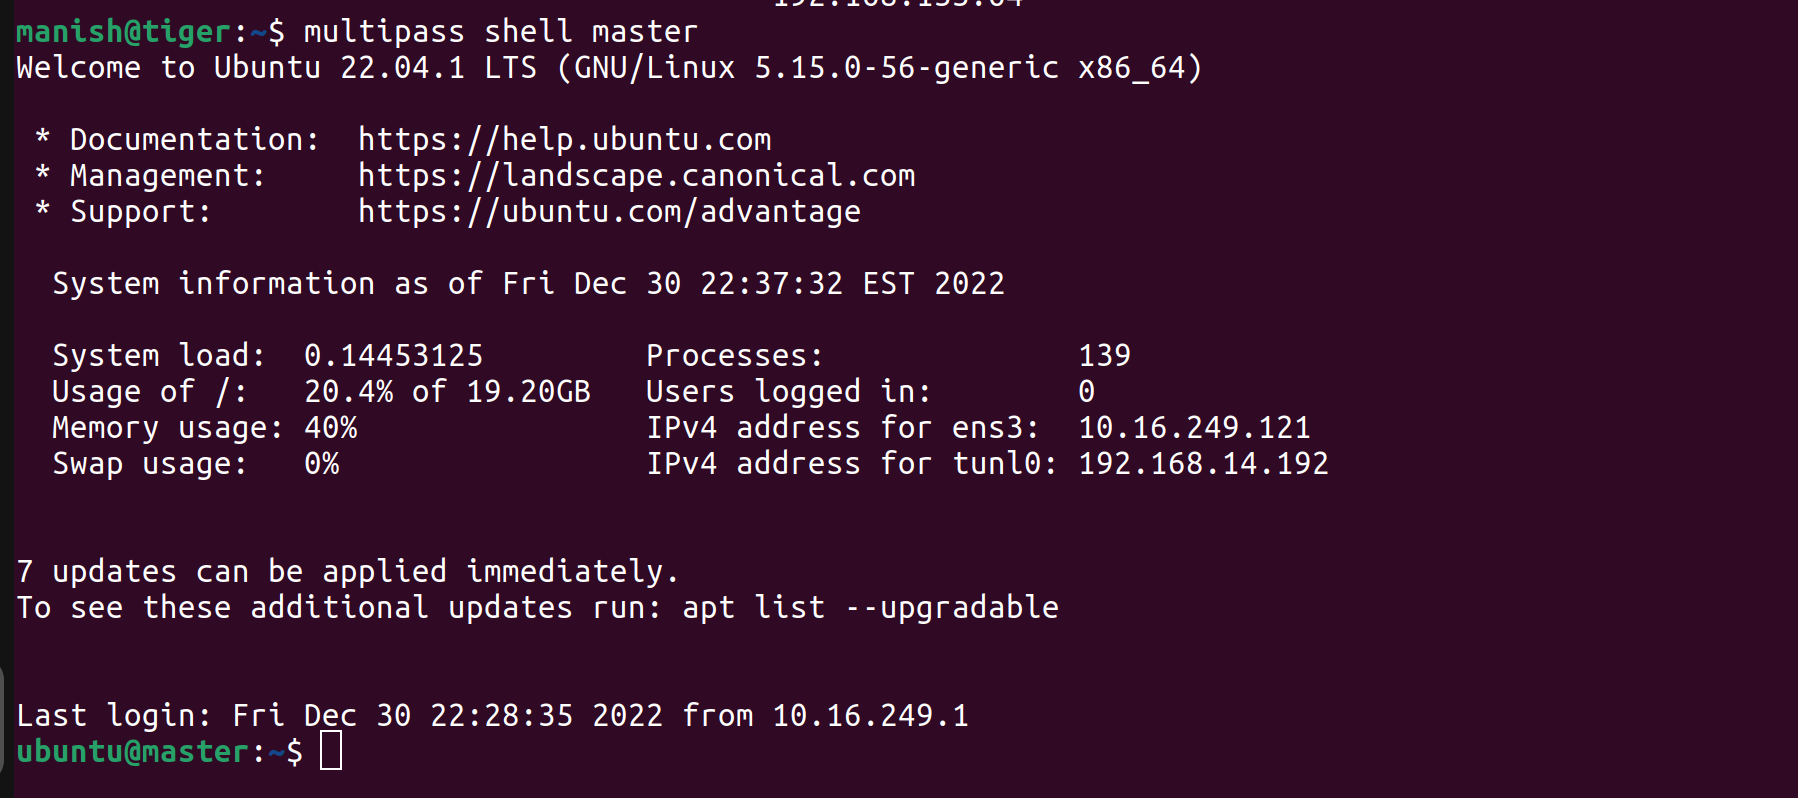 manish@tiger:~$ multipass shell master
Welcome to Ubuntu 22.04.1 LTS (GNU/Linux 5.15.0-56-generic x86_64)
* Documentation:  https://help.ubuntu.com
* Management:     https://landscape.canonical.com
* Support:        https://ubuntu.com/advantage
System information as of Fri Dec 30 22:37:32 EST 2022
System load:  0.14453125         Processes:              139
Usage of /:   20.4% of 19.20GB   Users logged in:        0
Memory usage: 40%                IPv4 address for ens3:  10.16.249.121
Swap usage:   0%                 IPv4 address for tunl0: 192.168.14.192
7 updates can be applied immediately.
To see these additional updates run: apt list --upgradable
Last login: Fri Dec 30 22:28:35 2022 from 10.16.249.1
ubuntu@master:~$